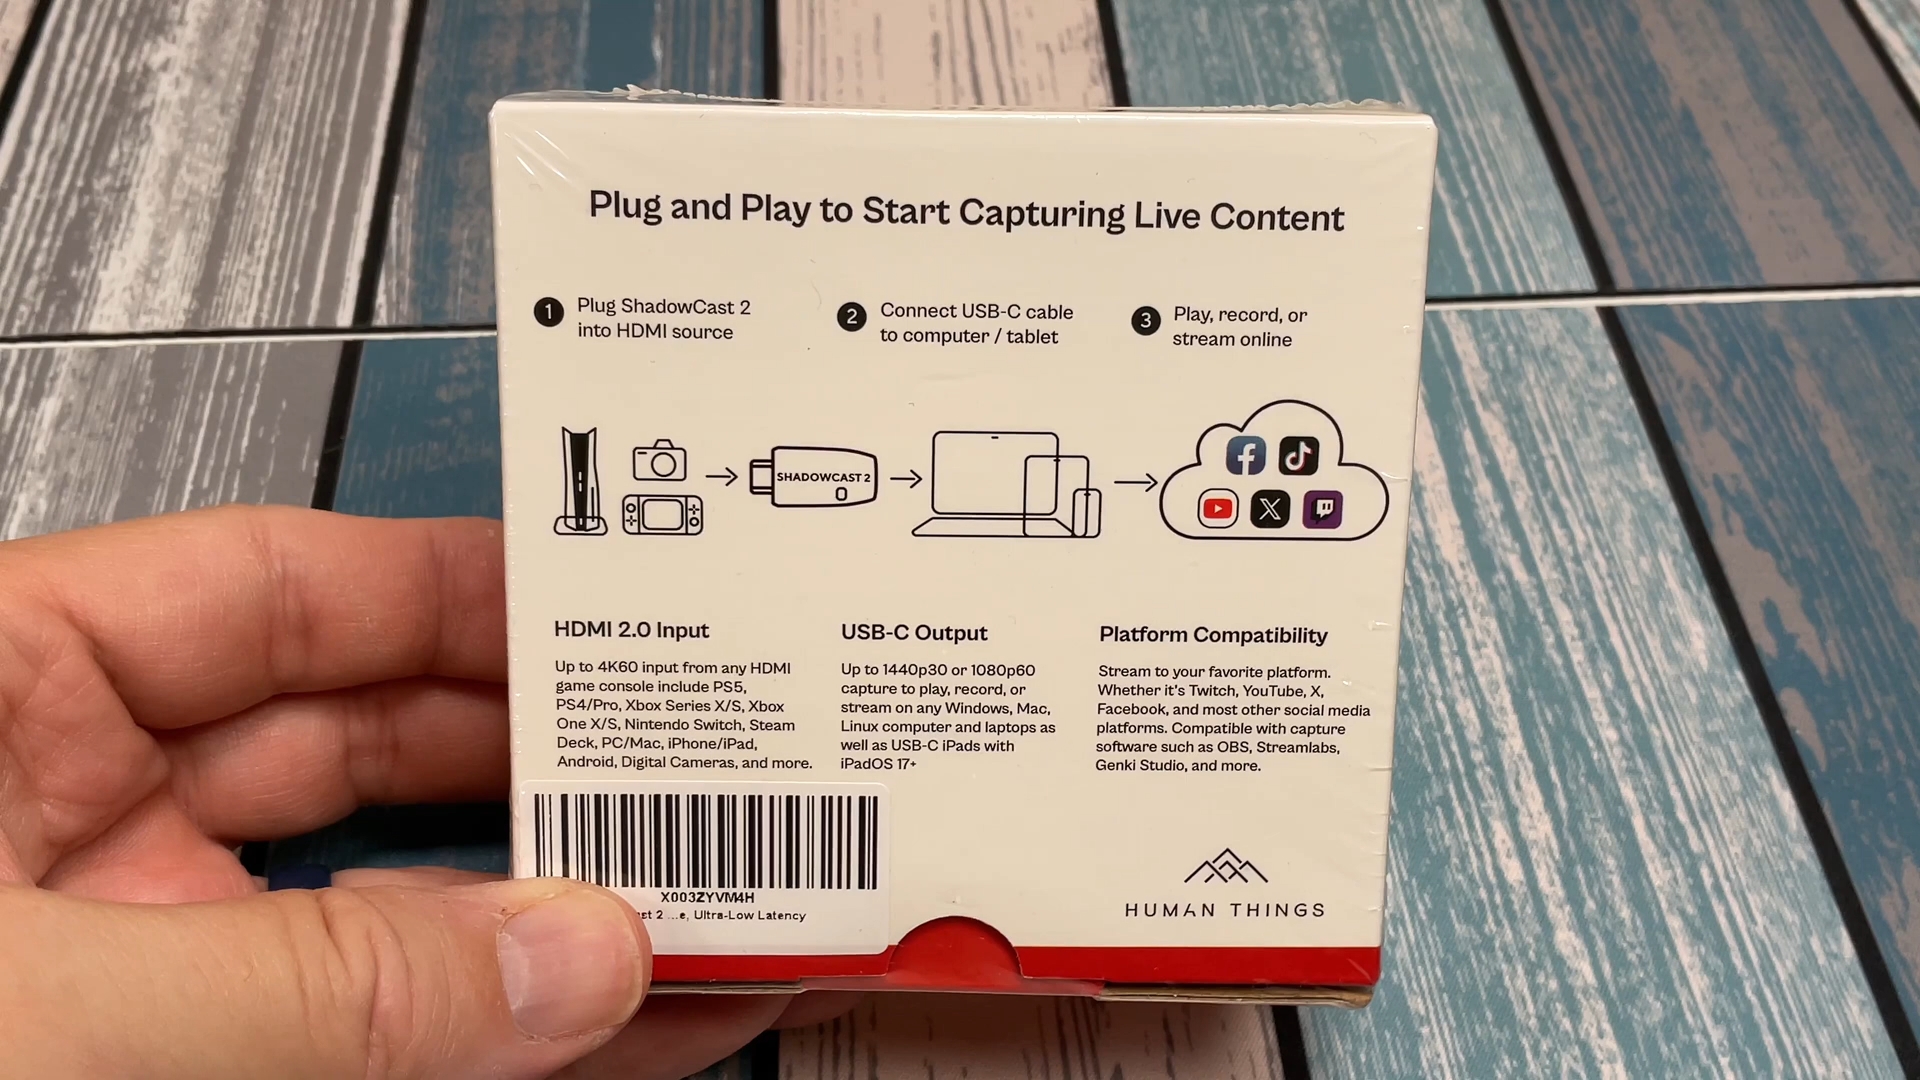 Plug and Play to Start Capturing Live Content
1 Plug ShadowCast 2
into HDMI source
2 Connect USB-C cable
to computer / tablet
3 Play, record, or
stream online
SHADOWCAST 2
HDMI 2.0 Input
Up to 4K60 input from any HDMI
game console include PS5,
PS4/Pro, Xbox Series X/S, Xbox
One X/S, Nintendo Switch, Steam
Deck, PC/Mac, iPhone/iPad,
Android, Digital Cameras, and more.
USB-C Output
Up to 1440p30 or 1080p60
capture to play, record, or
stream on any Windows, Mac,
Linux computer and laptops as
well as USB-C iPads with
iPadOS 17+
Platform Compatibility
Stream to your favorite platform.
Whether it's Twitch, YouTube, X,
Facebook, and most other social media
platforms. Compatible with capture
software such as OBS, Streamlabs,
Genki Studio, and more.
X003ZYVM4H
2 ...e, Ultra-Low Latency
HUMAN THINGS